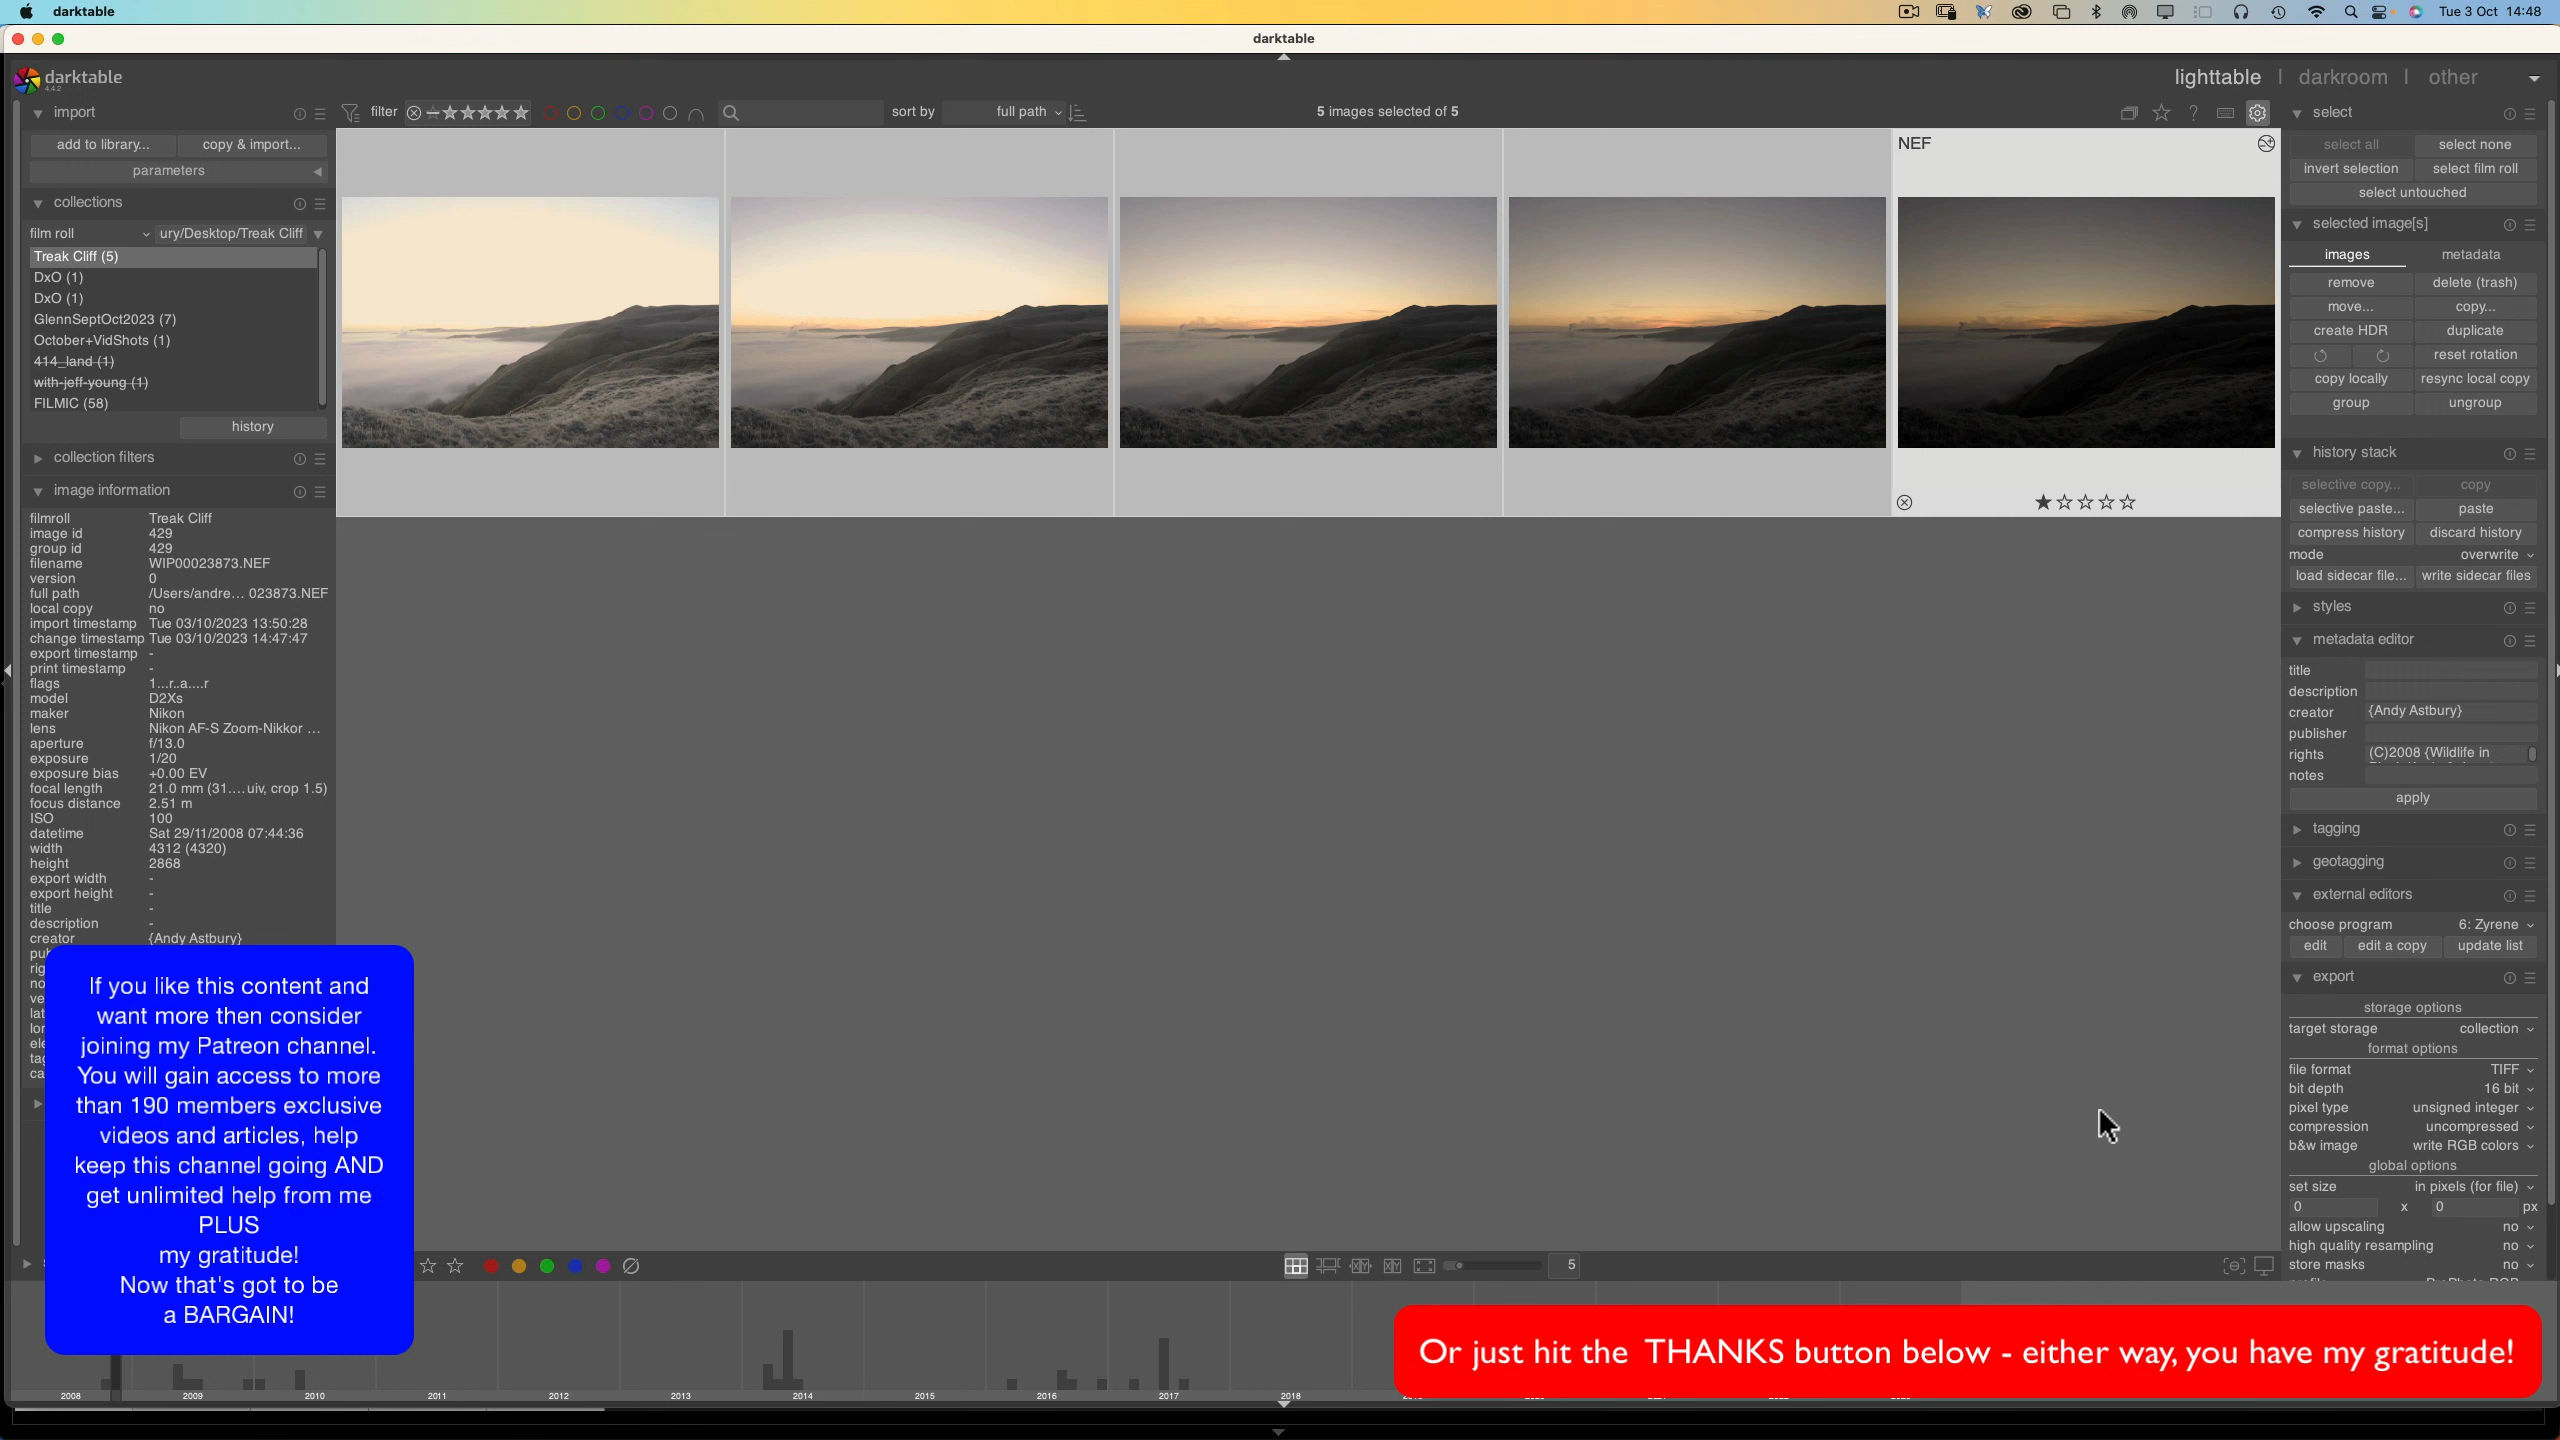 darktable
Tue 3 Oct 14:48
darktable
darktable
4.4.2
lighttable | darkroom | other
import
filter
sort by full path
5 images selected of 5
select
add to library...
copy & import...
parameters
collections
film roll
ury/Desktop/Treak Cliff
Treak Cliff (5)
DxO (1)
DxO (1)
GlennSeptOct2023 (7)
October+VidShots (1)
414_land (1)
with-jeff-young (1)
FILMIC (58)
history
collection filters
image information
filmroll Treak Cliff
image id 429
group id 429
filename WIP00023873.NEF
version 0
full path /Users/andre... 023873.NEF
local copy no
import timestamp Tue 03/10/2023 13:50:28
change timestamp Tue 03/10/2023 14:47:47
export timestamp -
print timestamp -
flags 1...r..a....r
model D2Xs
maker Nikon
lens Nikon AF-S Zoom-Nikkor ...
aperture f/13.0
exposure 1/20
exposure bias +0.00 EV
focal length 21.0 mm (31....uiv, crop 1.5)
focus distance 2.51 m
ISO 100
datetime Sat 29/11/2008 07:44:36
width 4312 (4320)
height 2868
export width -
export height -
title -
description -
creator {Andy Astbury}
pu
rig
no
ve
lat
lon
ele
tag
ca
NEF
select all
select none
invert selection
select film roll
select untouched
selected image[s]
images
metadata
remove
delete (trash)
move...
copy...
create HDR
duplicate
reset rotation
copy locally
resync local copy
group
ungroup
history stack
selective copy...
copy
selective paste...
paste
compress history
discard history
mode overwrite
load sidecar file...
write sidecar files
styles
metadata editor
title
description
creator {Andy Astbury}
publisher
rights (C)2008 {Wildlife in
notes
apply
tagging
geotagging
external editors
choose program 6: Zyrene
edit
edit a copy
update list
export
storage options
target storage collection
format options
file format TIFF
bit depth 16 bit
pixel type unsigned integer
compression uncompressed
b&w image write RGB colors
global options
set size in pixels (for file)
0 x 0 px
allow upscaling no
high quality resampling no
store masks no
If you like this content and
want more then consider
joining my Patreon channel.
You will gain access to more
than 190 members exclusive
videos and articles, help
keep this channel going AND
get unlimited help from me
PLUS
my gratitude!
Now that's got to be
a BARGAIN!
5
2008 2009 2010 2011 2012 2013 2014 2015 2016 2017 2018
Or just hit the THANKS button below - either way, you have my gratitude!